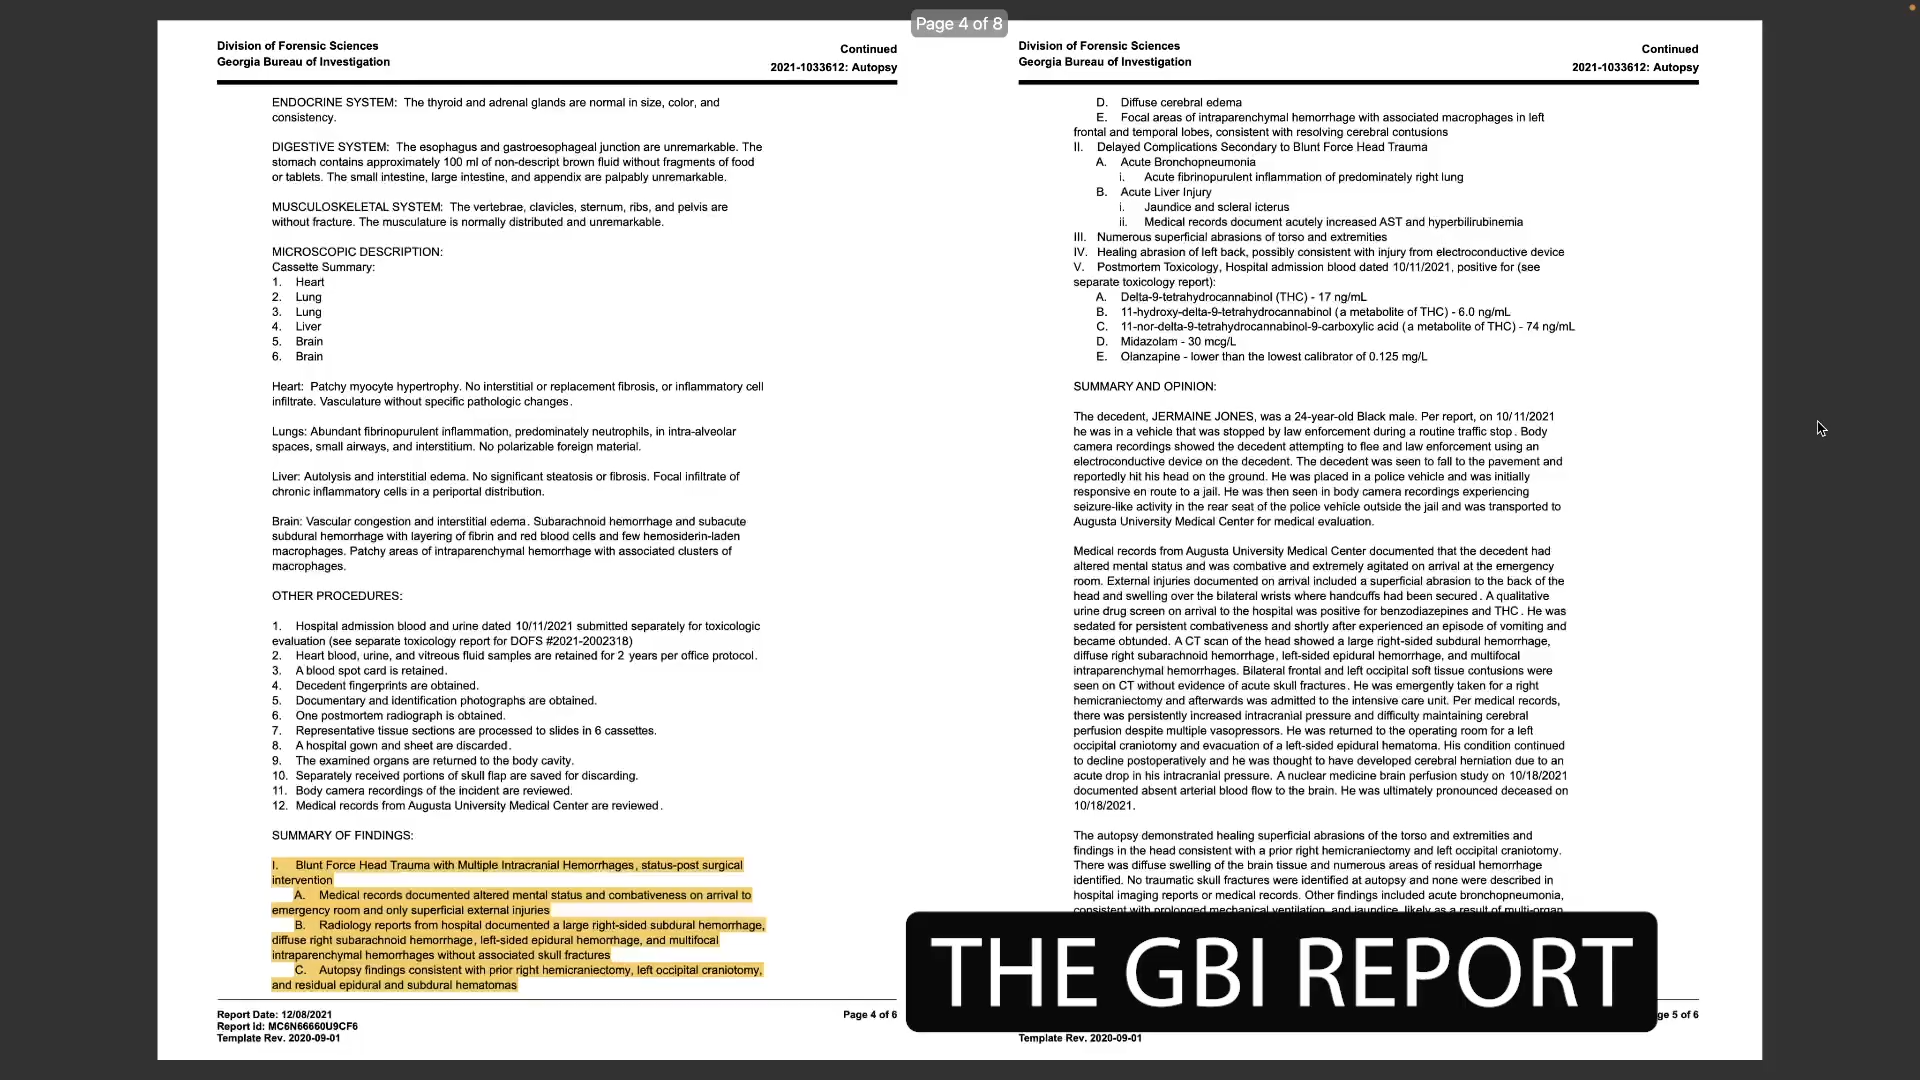 Page 4 of 8
Division of Forensic Sciences
Georgia Bureau of Investigation
Continued
2021-1033612: Autopsy
ENDOCRINE SYSTEM: The thyroid and adrenal glands are normal in size, color, and
consistency.
DIGESTIVE SYSTEM: The esophagus and gastroesophageal junction are unremarkable. The
stomach contains approximately 100 ml of non-descript brown fluid without fragments of food
or tablets. The small intestine, large intestine, and appendix are palpably unremarkable.
MUSCULOSKELETAL SYSTEM: The vertebrae, clavicles, sternum, ribs, and pelvis are
without fracture. The musculature is normally distributed and unremarkable.
MICROSCOPIC DESCRIPTION:
Cassette Summary:
1. Heart
2. Lung
3. Lung
4. Liver
5. Brain
6. Brain
Heart: Patchy myocyte hypertrophy. No interstitial or replacement fibrosis, or inflammatory cell
infiltrate. Vasculature without specific pathologic changes.
Lungs: Abundant fibrinopurulent inflammation, predominately neutrophils, in intra-alveolar
spaces, small airways, and interstitium. No polarizable foreign material.
Liver: Autolysis and interstitial edema. No significant steatosis or fibrosis. Focal infiltrate of
chronic inflammatory cells in a periportal distribution.
Brain: Vascular congestion and interstitial edema. Subarachnoid hemorrhage and subacute
subdural hemorrhage with layering of fibrin and red blood cells and few hemosiderin-laden
macrophages. Patchy areas of intraparenchymal hemorrhage with associated clusters of
macrophages.
OTHER PROCEDURES:
1. Hospital admission blood and urine dated 10/11/2021 submitted separately for toxicologic
evaluation (see separate toxicology report for DOFS #2021-2002318)
2. Heart blood, urine, and vitreous fluid samples are retained for 2 years per office protocol.
3. A blood spot card is retained.
4. Decedent fingerprints are obtained.
5. Documentary and identification photographs are obtained.
6. One postmortem radiograph is obtained.
7. Representative tissue sections are processed to slides in 6 cassettes.
8. A hospital gown and sheet are discarded.
9. The examined organs are returned to the body cavity.
10. Separately received portions of skull flap are saved for discarding.
11. Body camera recordings of the incident are reviewed.
12. Medical records from Augusta University Medical Center are reviewed.
SUMMARY OF FINDINGS:
I. Blunt Force Head Trauma with Multiple Intracranial Hemorrhages, status-post surgical
intervention
A. Medical records documented altered mental status and combativeness on arrival to
emergency room and only superficial external injuries
B. Radiology reports from hospital documented a large right-sided subdural hemorrhage,
diffuse right subarachnoid hemorrhage, left-sided epidural hemorrhage, and multifocal
intraparenchymal hemorrhages without associated skull fractures
C. Autopsy findings consistent with prior right hemicraniectomy, left occipital craniotomy,
and residual epidural and subdural hematomas
Report Date: 12/08/2021
Report Id: MC6N66660U9CF6
Template Rev. 2020-09-01
Page 4 of 6
Division of Forensic Sciences
Georgia Bureau of Investigation
Continued
2021-1033612: Autopsy
D. Diffuse cerebral edema
E. Focal areas of intraparenchymal hemorrhage with associated macrophages in left
frontal and temporal lobes, consistent with resolving cerebral contusions
II. Delayed Complications Secondary to Blunt Force Head Trauma
A. Acute Bronchopneumonia
i. Acute fibrinopurulent inflammation of predominately right lung
B. Acute Liver Injury
i. Jaundice and scleral icterus
ii. Medical records document acutely increased AST and hyperbilirubinemia
III. Numerous superficial abrasions of torso and extremities
IV. Healing abrasion of left back, possibly consistent with injury from electroconductive device
V. Postmortem Toxicology, Hospital admission blood dated 10/11/2021, positive for (see
separate toxicology report):
A. Delta-9-tetrahydrocannabinol (THC) - 17 ng/mL
B. 11-hydroxy-delta-9-tetrahydrocannabinol (a metabolite of THC) - 6.0 ng/mL
C. 11-nor-delta-9-tetrahydrocannabinol-9-carboxylic acid (a metabolite of THC) - 74 ng/mL
D. Midazolam - 30 mcg/L
E. Olanzapine - lower than the lowest calibrator of 0.125 mg/L
SUMMARY AND OPINION:
The decedent, JERMAINE JONES, was a 24-year-old Black male. Per report, on 10/11/2021
he was in a vehicle that was stopped by law enforcement during a routine traffic stop. Body
camera recordings showed the decedent attempting to flee and law enforcement using an
electroconductive device on the decedent. The decedent was seen to fall to the pavement and
reportedly hit his head on the ground. He was placed in a police vehicle and was initially
responsive en route to a jail. He was then seen in body camera recordings experiencing
seizure-like activity in the rear seat of the police vehicle outside the jail and was transported to
Augusta University Medical Center for medical evaluation.
Medical records from Augusta University Medical Center documented that the decedent had
altered mental status and was combative and extremely agitated on arrival at the emergency
room. External injuries documented on arrival included a superficial abrasion to the back of the
head and swelling over the bilateral wrists where handcuffs had been secured. A qualitative
urine drug screen on arrival to the hospital was positive for benzodiazepines and THC. He was
sedated for persistent combativeness and shortly after experienced an episode of vomiting and
became obtunded. A CT scan of the head showed a large right-sided subdural hemorrhage,
diffuse right subarachnoid hemorrhage, left-sided epidural hemorrhage, and multifocal
intraparenchymal hemorrhages. Bilateral frontal and left occipital soft tissue contusions were
seen on CT without evidence of acute skull fractures. He was emergently taken for a right
hemicraniectomy and afterwards was admitted to the intensive care unit. Per medical records,
there was persistently increased intracranial pressure and difficulty maintaining cerebral
perfusion despite multiple vasopressors. He was returned to the operating room for a left
occipital craniotomy and evacuation of a left-sided epidural hematoma. His condition continued
to decline postoperatively and he was thought to have developed cerebral herniation due to an
acute drop in his intracranial pressure. A nuclear medicine brain perfusion study on 10/18/2021
documented absent arterial blood flow to the brain. He was ultimately pronounced deceased on
10/18/2021.
The autopsy demonstrated healing superficial abrasions of the torso and extremities and
findings in the head consistent with a prior right hemicraniectomy and left occipital craniotomy.
There was diffuse swelling of the brain tissue and numerous areas of residual hemorrhage
identified. No traumatic skull fractures were identified at autopsy and none were described in
hospital imaging reports or medical records. Other findings included acute bronchopneumonia,
consistent with prolonged mechanical ventilation, and jaundice, likely as a result of multi-organ
THE GBI REPORT
ge 5 of 6
Template Rev. 2020-09-01